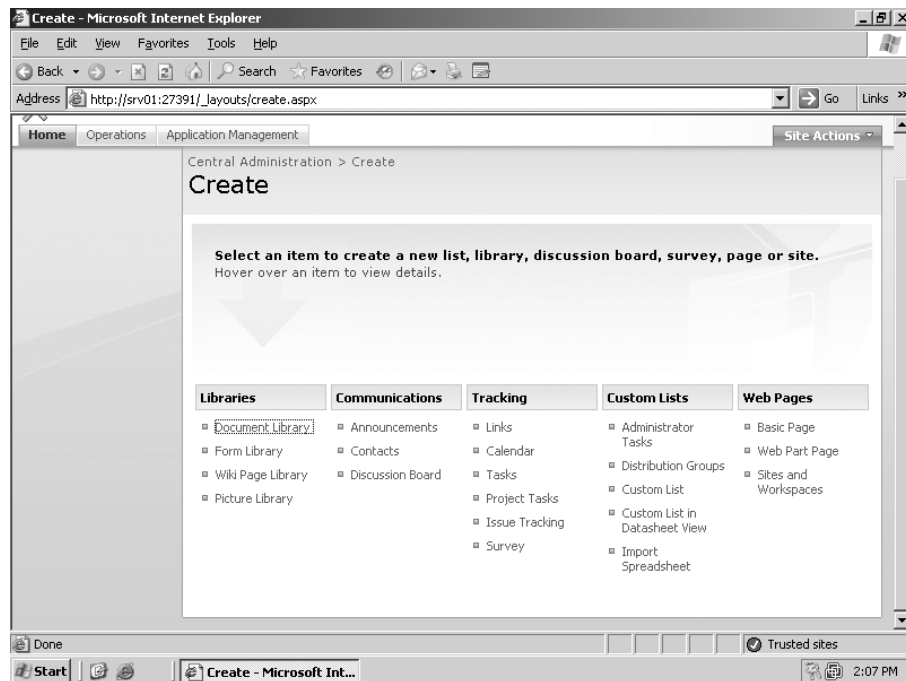 Create - Microsoft Internet Explorer
File Edit View Favorites Tools Help
Back Search Favorites
Address http://srv01:27391/_layouts/create.aspx Go Links »
Home Operations Application Management Site Actions
Central Administration > Create
Create
Select an item to create a new list, library, discussion board, survey, page or site.
Hover over an item to view details.
Libraries
Document Library
Form Library
Wiki Page Library
Picture Library
Communications
Announcements
Contacts
Discussion Board
Tracking
Links
Calendar
Tasks
Project Tasks
Issue Tracking
Survey
Custom Lists
Administrator
Tasks
Distribution Groups
Custom List
Custom List in
Datasheet View
Import
Spreadsheet
Web Pages
Basic Page
Web Part Page
Sites and
Workspaces
Done Trusted sites
Start Create - Microsoft Int... 2:07 PM